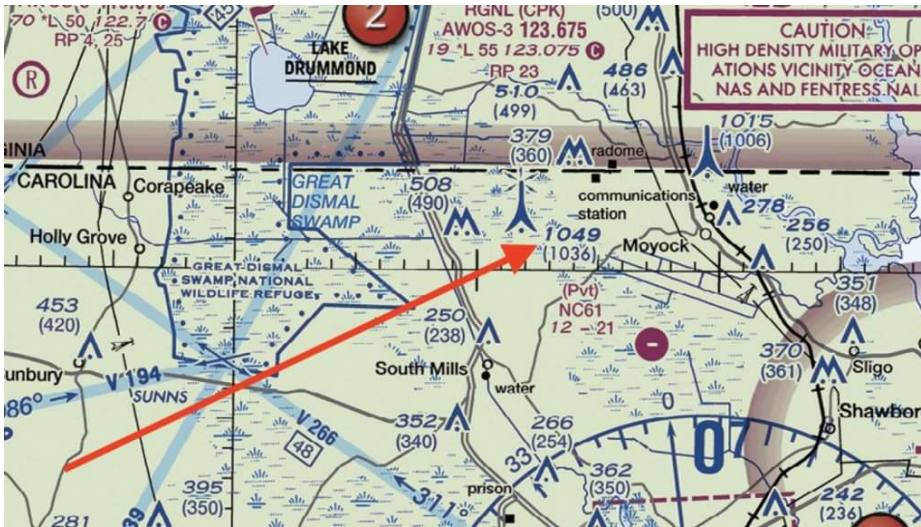 70 *L 50 122.7 C
RP 4, 25
2
LAKE
DRUMMOND
RGNL (CPK)
AWOS-3 123.675
19 *L 55 123.075 C
RP 23
(500)
CAUTION
HIGH DENSITY MILITARY
ATIONS VICINITY OCEAN
NAS AND FENTRESS NAL
R
510
(499)
486
(463)
1015
(1006)
379
(360)
radome
CAROLINA
Corapeake
GREAT
DISMAL
SWAMP
508
(490)
communications
station
water
278
Holly Grove
1049
(1036)
Moyock
256
(250)
GREAT DISMAL
SWAMP NATIONAL
WILDLIFE REFUGE
(Pvt)
NC61
12 - 21
351
(348)
453
(420)
250
(238)
370
(361)
South Mills
Sligo
V 194
SUNNS
water
86°
V 266
48
352
(340)
266
(254)
0
07
33
311°
395
(350)
prison
362
(350)
242
(236)
281
39